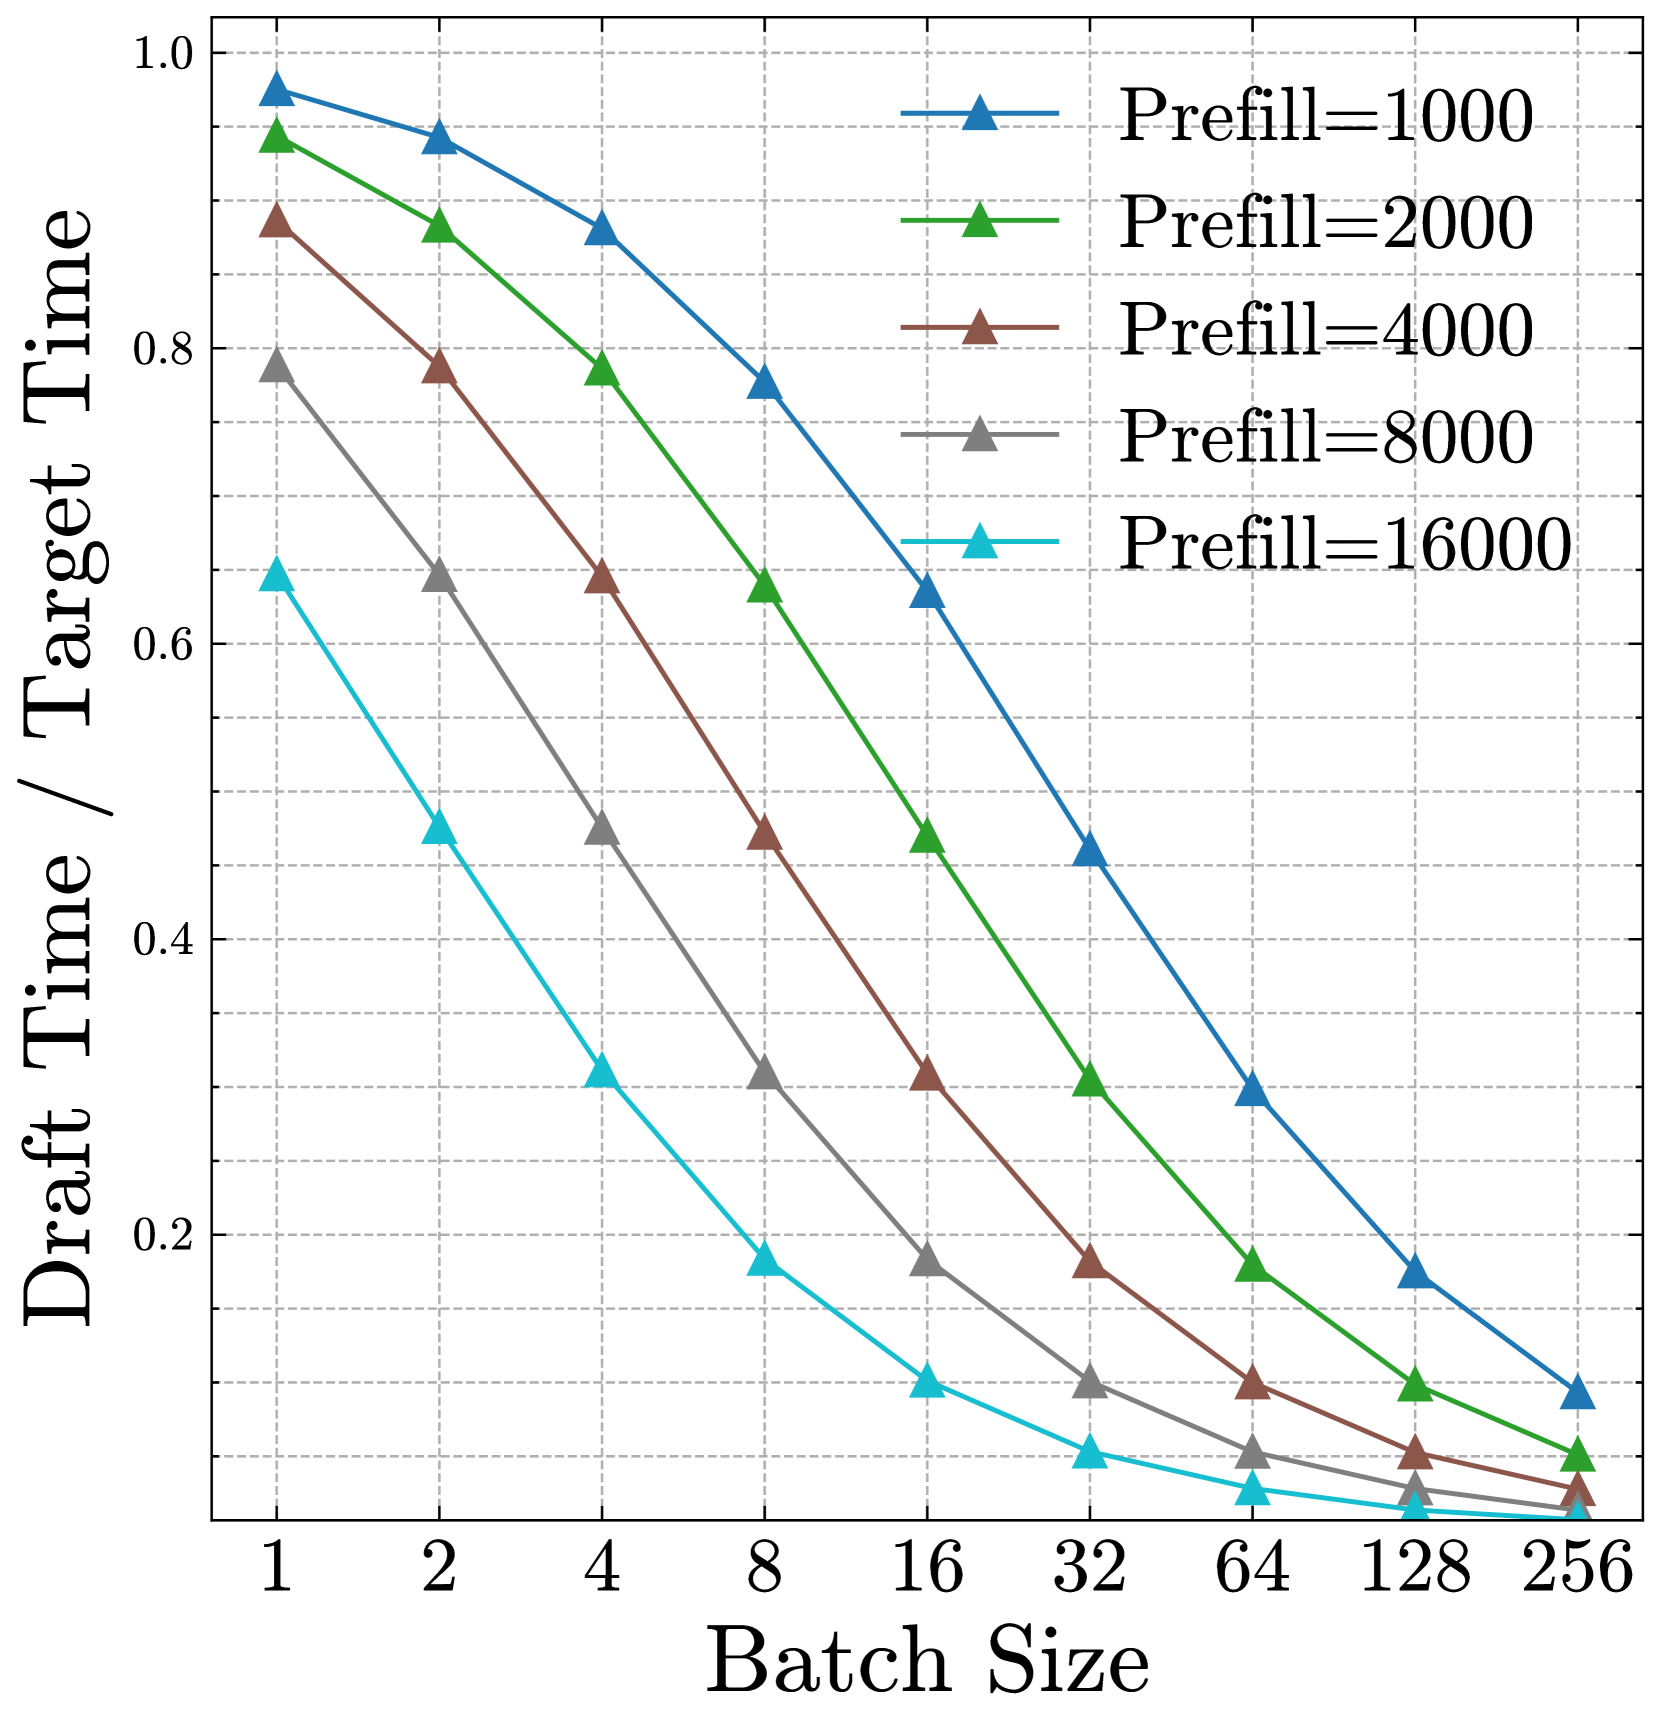 Draft Time / Target Time
1.0
0.8
0.6
0.4
0.2
Prefill=1000
Prefill=2000
Prefill=4000
Prefill=8000
Prefill=16000
1 2 4 8 16 32 64 128 256
Batch Size